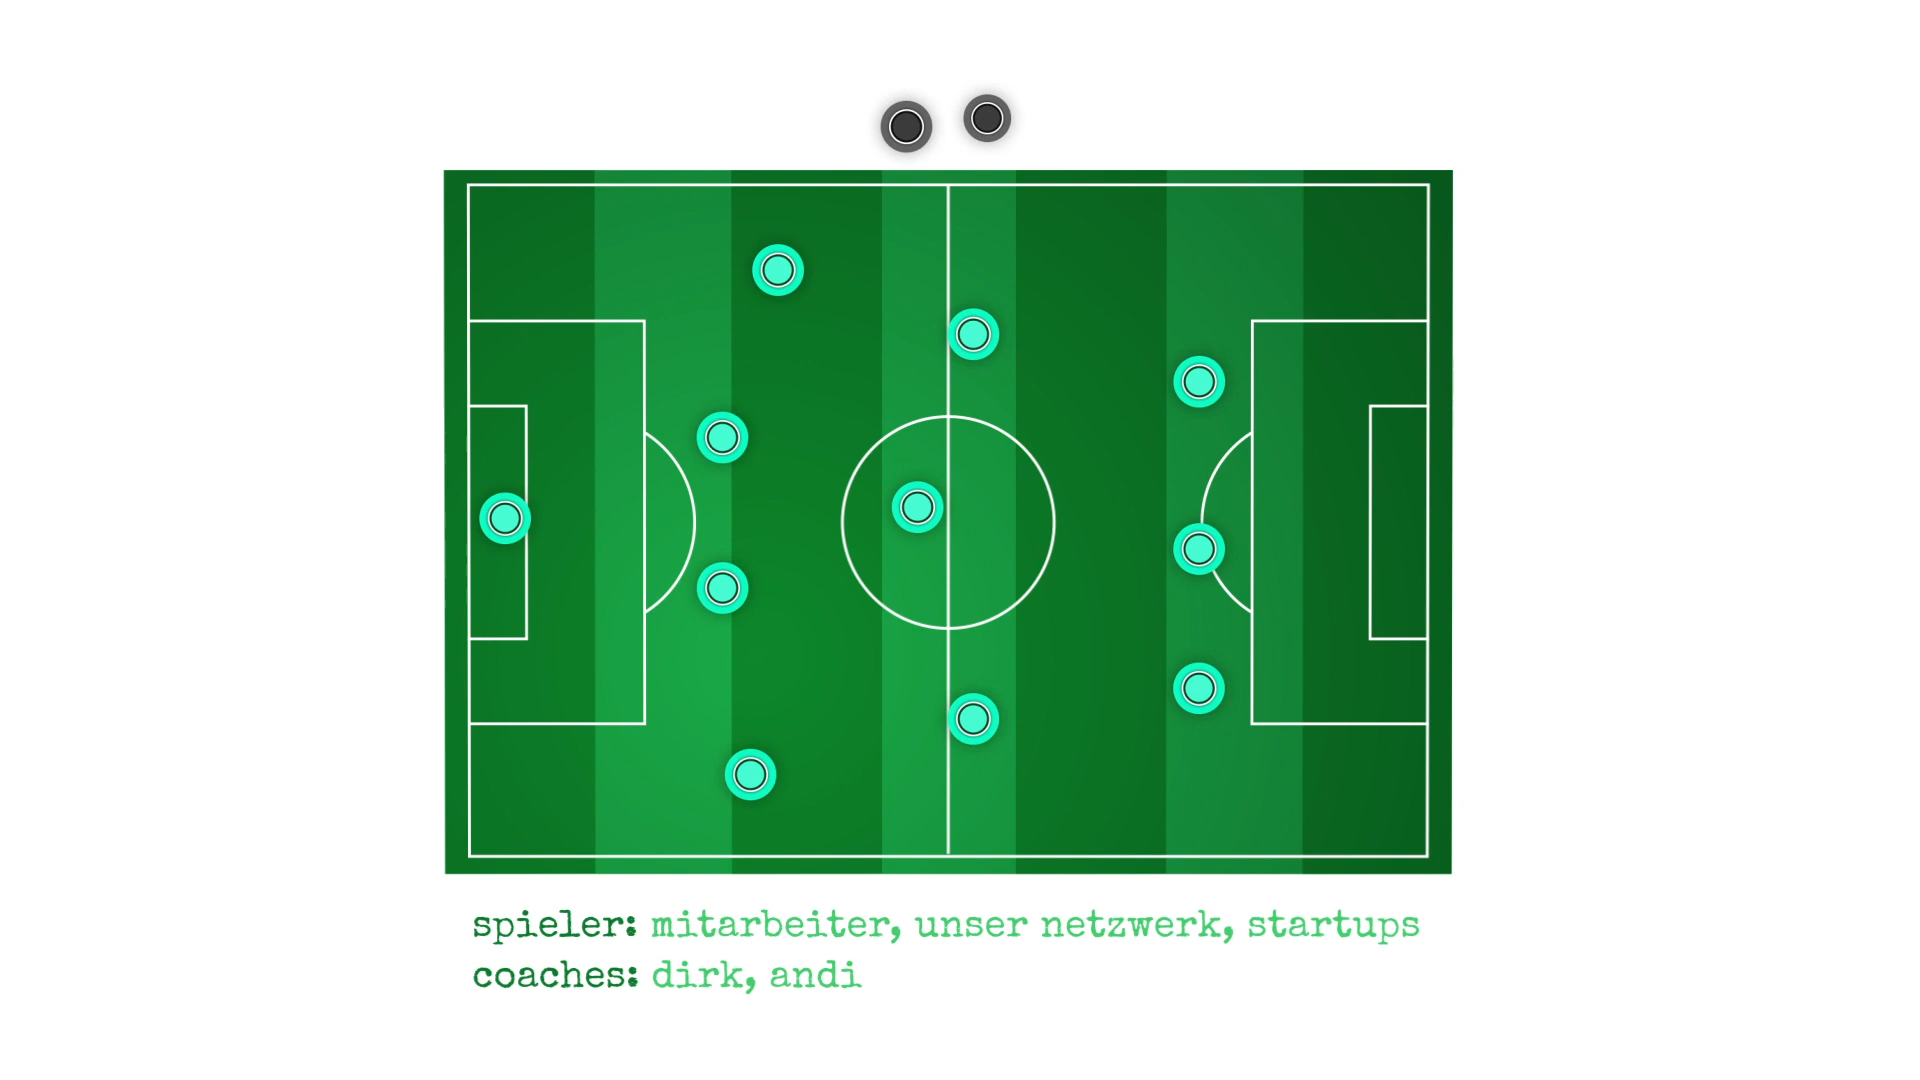 spieler: mitarbeiter, unser netzwerk, startups
coaches: dirk, andi